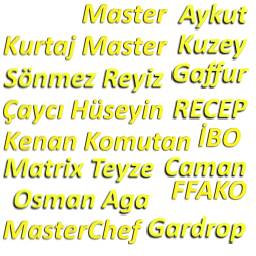 Master Aykut
Kurtaj Master Kuzey
Sönmez Reyiz Gaffur
Çaycı Hüseyin RECEP
Kenan Komutan İBO
Matrix Teyze Caman
FFAKO
Osman Aga
MasterChef Gardrop